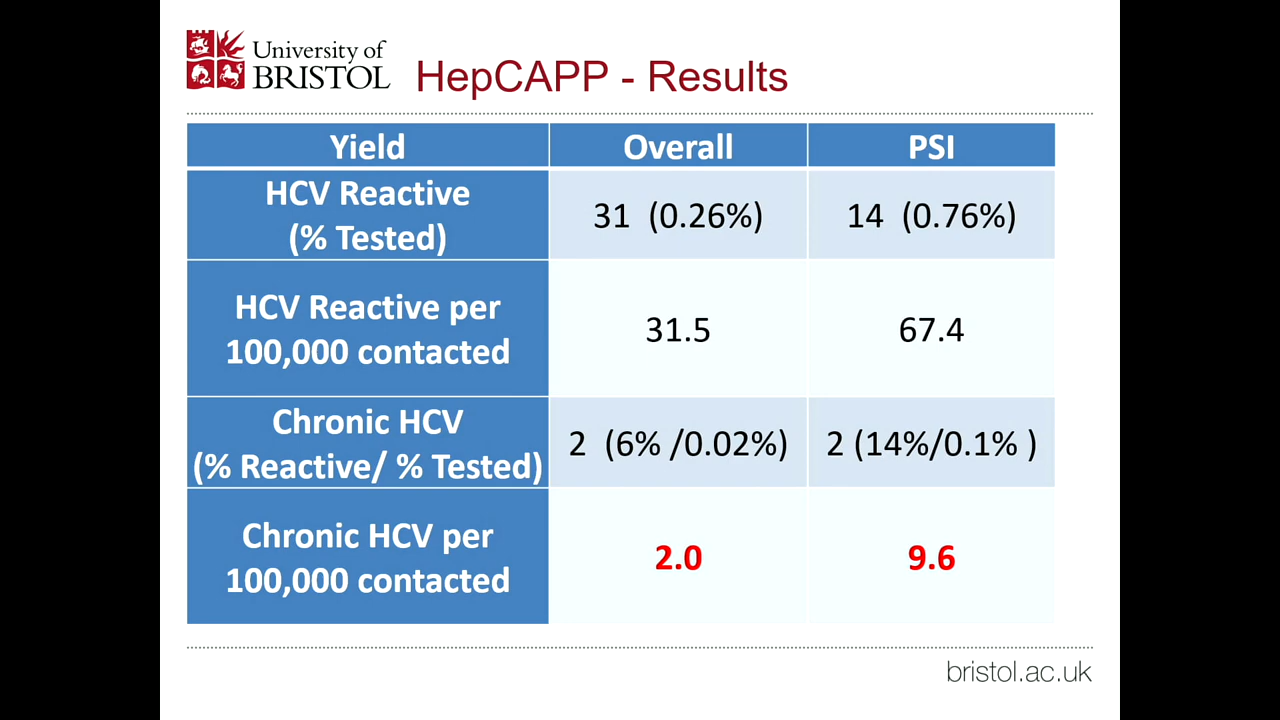 University of
BRISTOL
HepCAPP - Results
Yield Overall PSI
HCV Reactive
(% Tested)
31 (0.26%) 14 (0.76%)
HCV Reactive per
100,000 contacted
31.5 67.4
Chronic HCV
(% Reactive/ % Tested)
2 (6% /0.02%) 2 (14%/0.1% )
Chronic HCV per
100,000 contacted
2.0 9.6
bristol.ac.uk